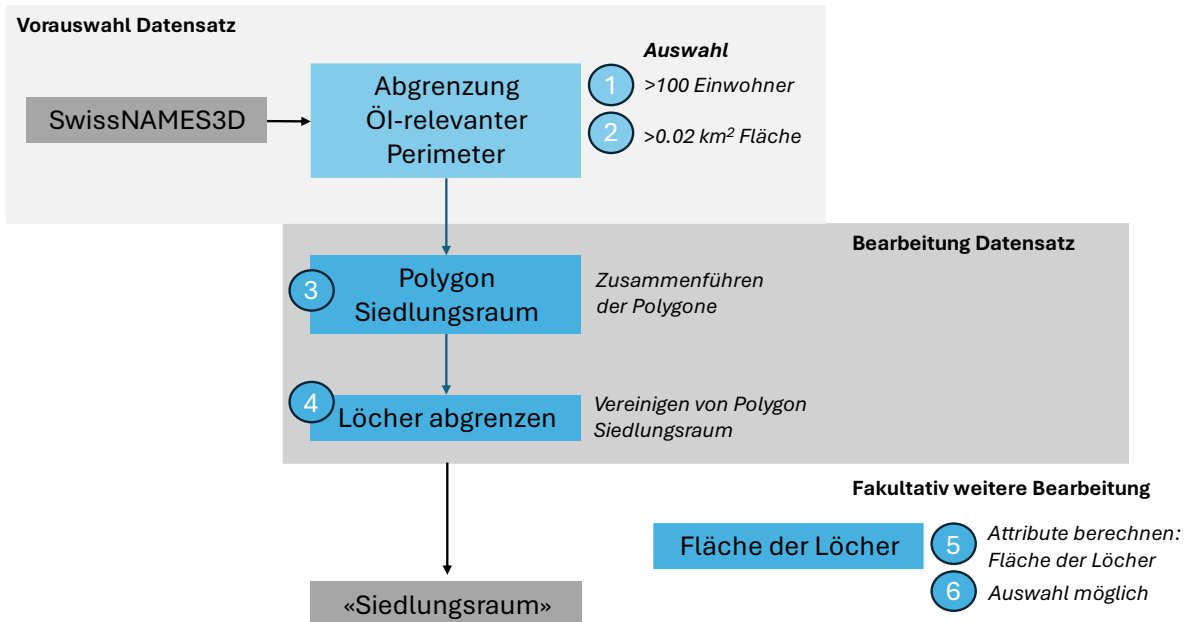 Vorauswahl Datensatz
SwissNAMES3D
Abgrenzung
ÖI-relevanter
Perimeter
Auswahl
1 >100 Einwohner
2 >0.02 km² Fläche
Bearbeitung Datensatz
3
Polygon
Siedlungsraum
Zusammenführen
der Polygone
4
Löcher abgrenzen
Vereinigen von Polygon
Siedlungsraum
Fakultativ weitere Bearbeitung
Fläche der Löcher
5
Attribute berechnen:
Fläche der Löcher
6 Auswahl möglich
«Siedlungsraum»